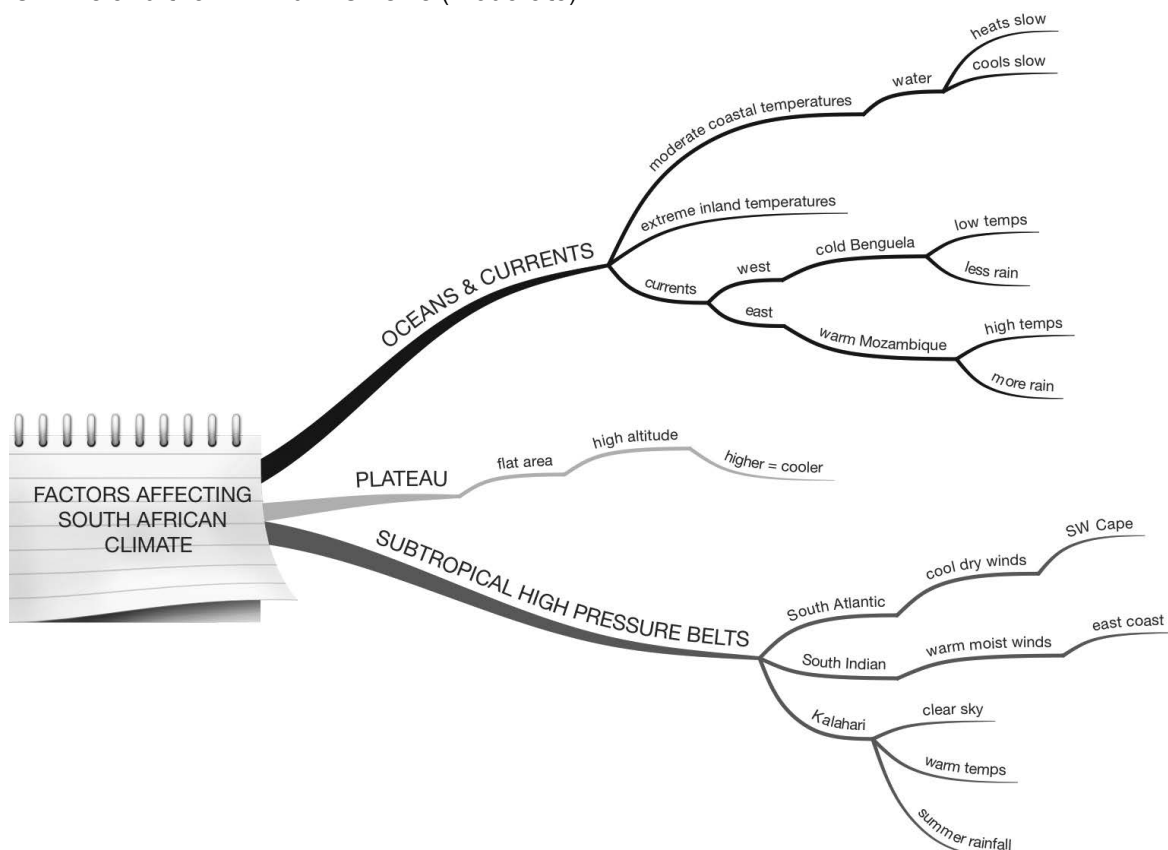 FACTORS AFFECTING
SOUTH AFRICAN
CLIMATE
OCEANS & CURRENTS
moderate coastal temperatures
water
heats slow
cools slow
extreme inland temperatures
currents
west
cold Benguela
low temps
less rain
east
warm Mozambique
high temps
more rain
PLATEAU
flat area
high altitude
higher = cooler
SUBTROPICAL HIGH PRESSURE BELTS
South Atlantic
cool dry winds
SW Cape
South Indian
warm moist winds
east coast
Kalahari
clear sky
warm temps
summer rainfall